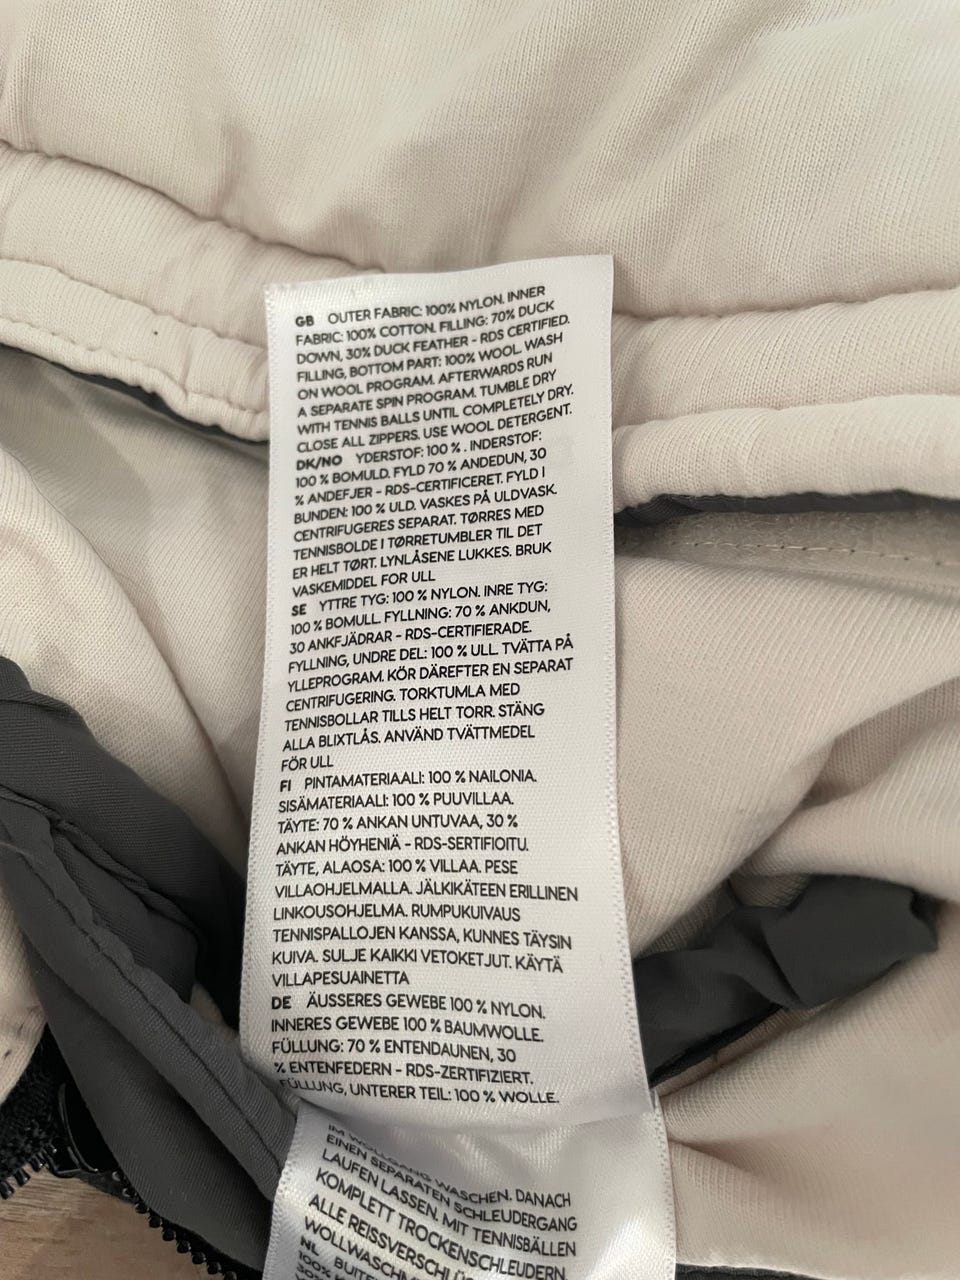 GB OUTER FABRIC: 100% NYLON. INNER
FABRIC: 100% COTTON. FILLING: 70% DUCK
DOWN, 30% DUCK FEATHER - RDS CERTIFIED.
FILLING, BOTTOM PART: 100% WOOL. WASH
ON WOOL PROGRAM. AFTERWARDS RUN
A SEPARATE SPIN PROGRAM. TUMBLE DRY
WITH TENNIS BALLS UNTIL COMPLETELY DRY.
CLOSE ALL ZIPPERS. USE WOOL DETERGENT.
DK/NO YDERSTOF: 100 % . INDERSTOF:
100 % BOMULD. FYLD 70 % ANDEDUN, 30
% ANDEFJER - RDS-CERTIFICERET. FYLD I
BUNDEN: 100 % ULD. VASKES PÅ ULDVASK.
CENTRIFUGERES SEPARAT. TØRRES MED
TENNISBOLDE I TØRRETUMBLER TIL DET
ER HELT TØRT. LYNLÅSENE LUKKES. BRUK
VASKEMIDDEL FOR ULL
SE YTTRE TYG: 100 % NYLON. INRE TYG:
100 % BOMULL. FYLLNING: 70 % ANKDUN,
30 ANKFJÄDRAR - RDS-CERTIFIERADE.
FYLLNING, UNDRE DEL: 100 % ULL. TVÄTTA PÅ
YLLEPROGRAM. KÖR DÄREFTER EN SEPARAT
CENTRIFUGERING. TORKTUMLA MED
TENNISBOLLAR TILLS HELT TORR. STÄNG
ALLA BLIXTLÅS. ANVÄND TVÄTTMEDEL
FÖR ULL
FI PINTAMATERIAALI: 100 % NAILONIA.
SISÄMATERIAALI: 100 % PUUVILLAA.
TÄYTE: 70 % ANKAN UNTUVAA, 30 %
ANKAN HÖYHENIÄ - RDS-SERTIFIOITU.
TÄYTE, ALAOSA: 100 % VILLAA. PESE
VILLAOHJELMALLA. JÄLKIKÄTEEN ERILLINEN
LINKOUSOHJELMA. RUMPUKUIVAUS
TENNISPALLOJEN KANSSA, KUNNES TÄYSIN
KUIVA. SULJE KAIKKI VETOKETJUT. KÄYTÄ
VILLAPESUAINETTA
DE ÄUSSERES GEWEBE 100 % NYLON.
INNERES GEWEBE 100 % BAUMWOLLE.
FÜLLUNG: 70 % ENTENDAUNEN, 30
% ENTENFEDERN - RDS-ZERTIFIZIERT.
FÜLLUNG, UNTERER TEIL: 100 % WOLLE.
IM WOLLGANG WASCHEN. DANACH
EINEN SEPARATEN SCHLEUDERGANG
LAUFEN LASSEN. MIT TENNISBÄLLEN
KOMPLETT TROCKENSCHLEUDERN.
ALLE
NL
100%